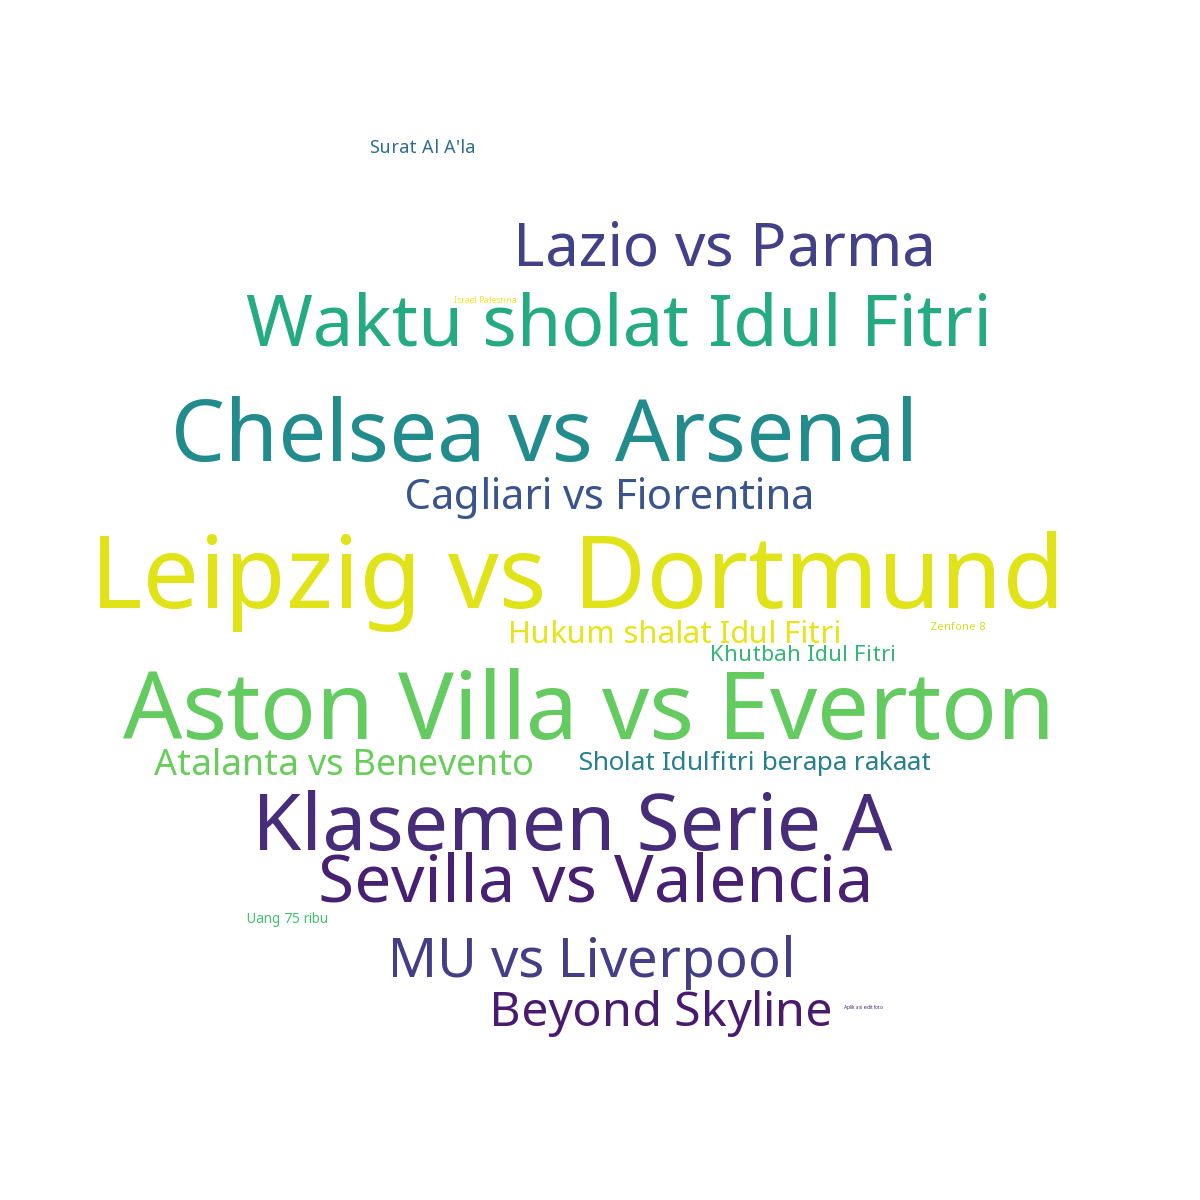 Surat Al A'la
Lazio vs Parma
Israel Palestina
Waktu sholat Idul Fitri
Chelsea vs Arsenal
Cagliari vs Fiorentina
Leipzig vs Dortmund
Hukum shalat Idul Fitri
Zenfone 8
Khutbah Idul Fitri
Aston Villa vs Everton
Atalanta vs Benevento
Sholat Idulfitri berapa rakaat
Klasemen Serie A
Sevilla vs Valencia
Uang 75 ribu
MU vs Liverpool
Beyond Skyline
Aplikasi edit foto